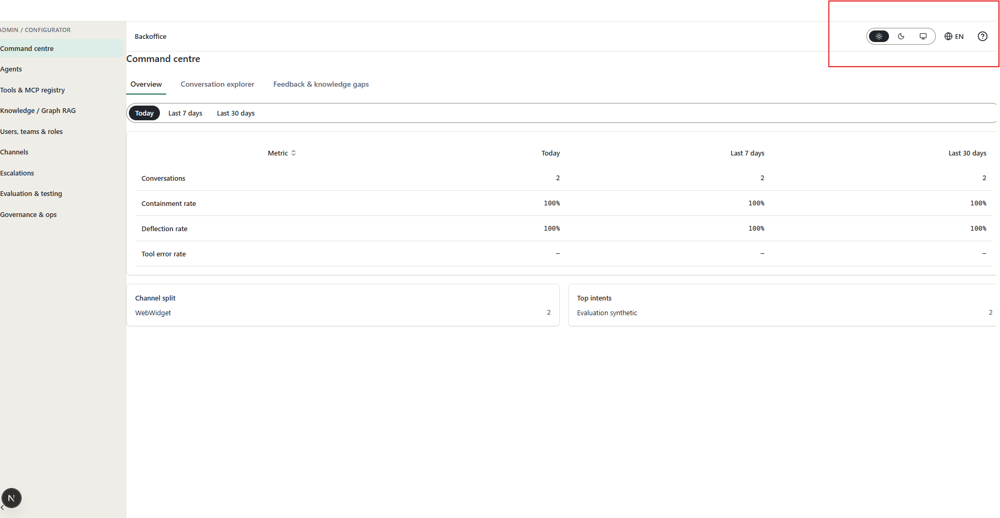 ADMIN / CONFIGURATOR
Command centre
Agents
Tools & MCP registry
Knowledge / Graph RAG
Users, teams & roles
Channels
Escalations
Evaluation & testing
Governance & ops
N
Backoffice
EN
?
Command centre
Overview Conversation explorer Feedback & knowledge gaps
Today Last 7 days Last 30 days
Metric Today Last 7 days Last 30 days
Conversations 2 2 2
Containment rate 100% 100% 100%
Deflection rate 100% 100% 100%
Tool error rate – – –
Channel split
WebWidget 2
Top intents
Evaluation synthetic 2